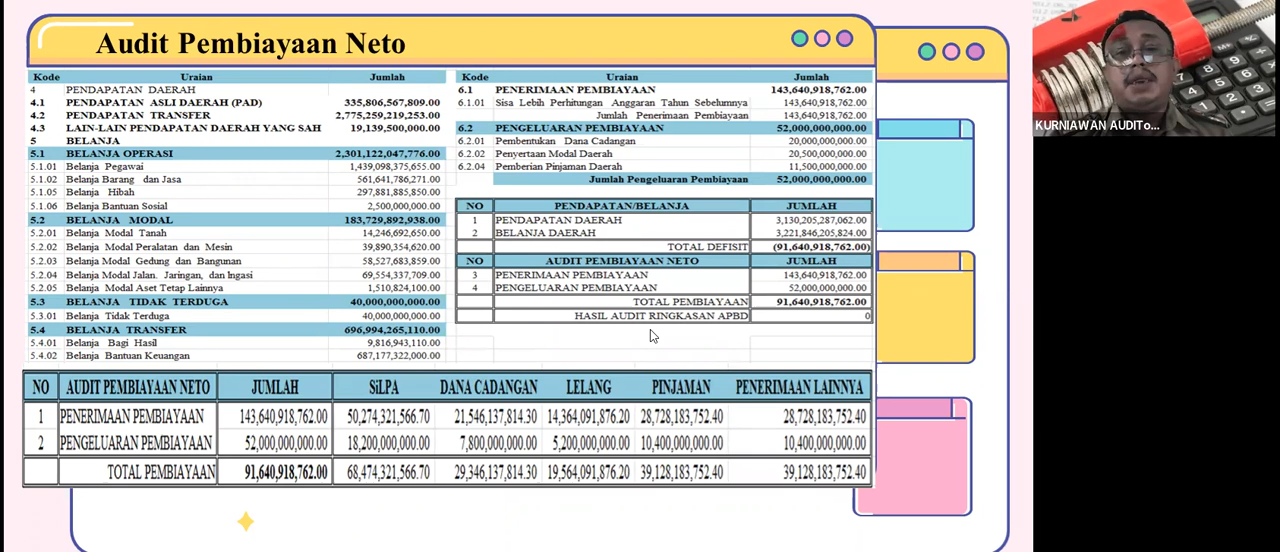 Audit Pembiayaan Neto
Kode Uraian Jumlah
4 PENDAPATAN DAERAH
4.1 PENDAPATAN ASLI DAERAH (PAD) 335,806,567,809.00
4.2 PENDAPATAN TRANSFER 2,775,259,219,253.00
4.3 LAIN-LAIN PENDAPATAN DAERAH YANG SAH 19,139,500,000.00
5 BELANJA
5.1 BELANJA OPERASI 2,301,122,047,776.00
5.1.01 Belanja Pegawai 1,439,098,375,655.00
5.1.02 Belanja Barang dan Jasa 561,641,786,271.00
5.1.05 Belanja Hibah 297,881,885,850.00
5.1.06 Belanja Bantuan Sosial 2,500,000,000.00
5.2 BELANJA MODAL 183,729,892,938.00
5.2.01 Belanja Modal Tanah 14,246,692,650.00
5.2.02 Belanja Modal Peralatan dan Mesin 39,890,354,620.00
5.2.03 Belanja Modal Gedung dan Bangunan 58,527,683,859.00
5.2.04 Belanja Modal Jalan. Jaringan, dan Ingasi 69,554,337,709.00
5.2.05 Belanja Modal Aset Tetap Lainnya 1,510,824,100.00
5.3 BELANJA TIDAK TERDUGA 40,000,000,000.00
5.3.01 Belanja Tidak Terduga 40,000,000,000.00
5.4 BELANJA TRANSFER 696,994,265,110.00
5.4.01 Belanja Bagi Hasil 9,816,943,110.00
5.4.02 Belanja Bantuan Keuangan 687,177,322,000.00
Kode Uraian Jumlah
6.1 PENERIMAAN PEMBIAYAAN 143,640,918,762.00
6.1.01 Sisa Lebih Perhitungan Anggaran Tahun Sebelumnya 143,640,918,762.00
Jumlah Penerimaan Pembiayaan 143,640,918,762.00
6.2 PENGELUARAN PEMBIAYAAN 52,000,000,000.00
6.2.01 Pembentukan Dana Cadangan 20,000,000,000.00
6.2.02 Penyertaan Modal Daerah 20,500,000,000.00
6.2.04 Pemberian Pinjaman Daerah 11,500,000,000.00
Jumlah Pengeluaran Pembiayaan 52,000,000,000.00
NO PENDAPATAN/BELANJA JUMLAH
1 PENDAPATAN DAERAH 3,130,205,287,062.00
2 BELANJA DAERAH 3,221,846,205,824.00
TOTAL DEFISIT (91,640,918,762.00)
NO AUDIT PEMBIAYAAN NETO JUMLAH
3 PENERIMAAN PEMBIAYAAN 143,640,918,762.00
4 PENGELUARAN PEMBIAYAAN 52,000,000,000.00
TOTAL PEMBIAYAAN 91,640,918,762.00
HASIL AUDIT RINGKASAN APBD 0
NO AUDIT PEMBIAYAAN NETO JUMLAH SiLPA DANA CADANGAN LELANG PINJAMAN PENERIMAAN LAINNYA
1 PENERIMAAN PEMBIAYAAN 143,640,918,762.00 50,274,321,566.70 21,546,137,814.30 14,364,091,876.20 28,728,183,752.40 28,728,183,752.40
2 PENGELUARAN PEMBIAYAAN 52,000,000,000.00 18,200,000,000.00 7,800,000,000.00 5,200,000,000.00 10,400,000,000.00 10,400,000,000.00
TOTAL PEMBIAYAAN 91,640,918,762.00 68,474,321,566.70 29,346,137,814.30 19,564,091,876.20 39,128,183,752.40 39,128,183,752.40
KURNIAWAN AUDITo...